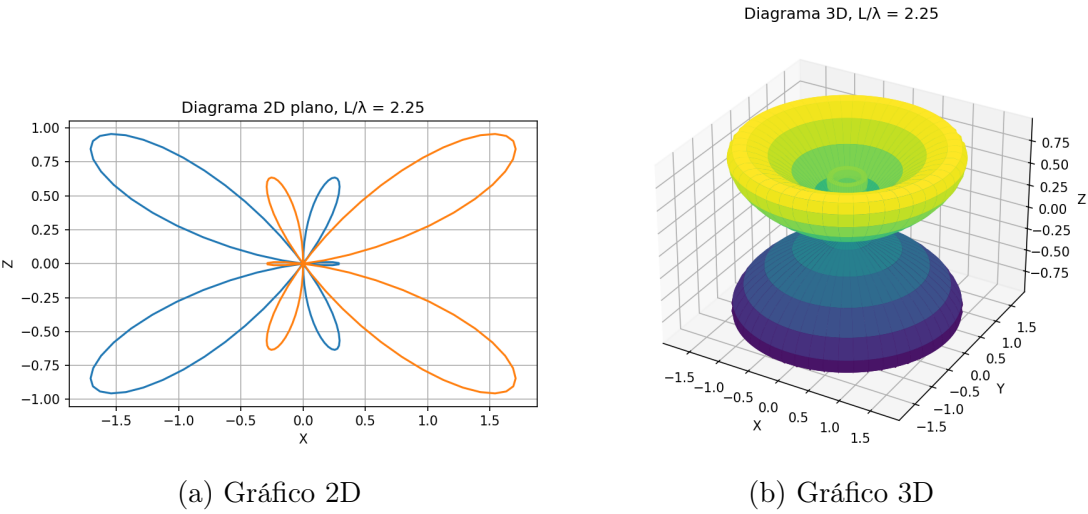 Diagrama 2D plano, L/λ = 2.25
1.00
0.75
0.50
0.25
0.00
−0.25
−0.50
−0.75
−1.00
Z
−1.5 −1.0 −0.5 0.0 0.5 1.0 1.5
X
(a) Gráfico 2D
Diagrama 3D, L/λ = 2.25
0.75
0.50
0.25
0.00
−0.25
−0.50
−0.75
Z
−1.5 −1.0 −0.5 0.0 0.5 1.0 1.5
X
1.5
1.0
0.5
0.0
−0.5
−1.0
−1.5
Y
(b) Gráfico 3D